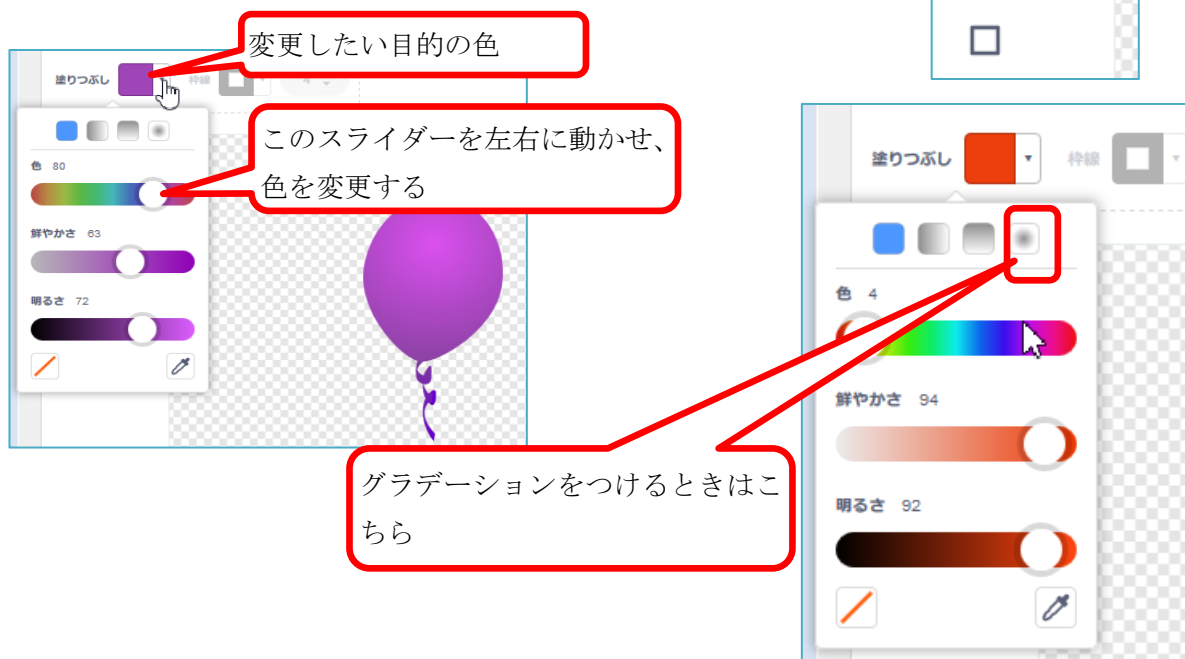 変更したい目的の色
塗りつぶし 枠線 4
このスライダーを左右に動かせ、
色を変更する
色 80
鮮やかさ 63
明るさ 72
塗りつぶし 枠線
色 4
鮮やかさ 94
明るさ 92
グラデーションをつけるときはこ
ちら